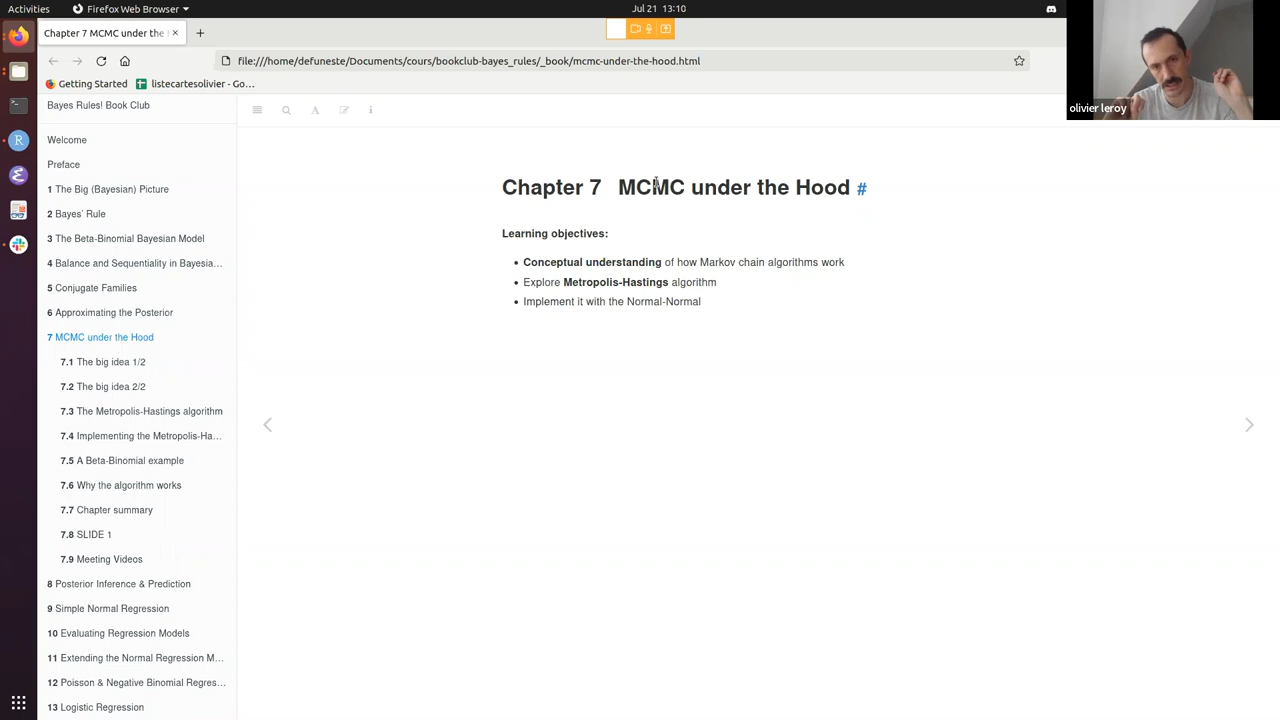 Activities
Firefox Web Browser
Jul 21 13:10
Chapter 7 MCMC under the
file:///home/defuneste/Documents/cours/bookclub-bayes_rules/_book/mcmc-under-the-hood.html
Getting Started
listecartesolivier - Go…
olivier leroy
Bayes Rules! Book Club
Welcome
Preface
1 The Big (Bayesian) Picture
2 Bayes' Rule
3 The Beta-Binomial Bayesian Model
4 Balance and Sequentiality in Bayesia…
5 Conjugate Families
6 Approximating the Posterior
7 MCMC under the Hood
7.1 The big idea 1/2
7.2 The big idea 2/2
7.3 The Metropolis-Hastings algorithm
7.4 Implementing the Metropolis-Ha…
7.5 A Beta-Binomial example
7.6 Why the algorithm works
7.7 Chapter summary
7.8 SLIDE 1
7.9 Meeting Videos
8 Posterior Inference & Prediction
9 Simple Normal Regression
10 Evaluating Regression Models
11 Extending the Normal Regression M…
12 Poisson & Negative Binomial Regres…
13 Logistic Regression
Chapter 7 MCMC under the Hood #
Learning objectives:
• Conceptual understanding of how Markov chain algorithms work
• Explore Metropolis-Hastings algorithm
• Implement it with the Normal-Normal